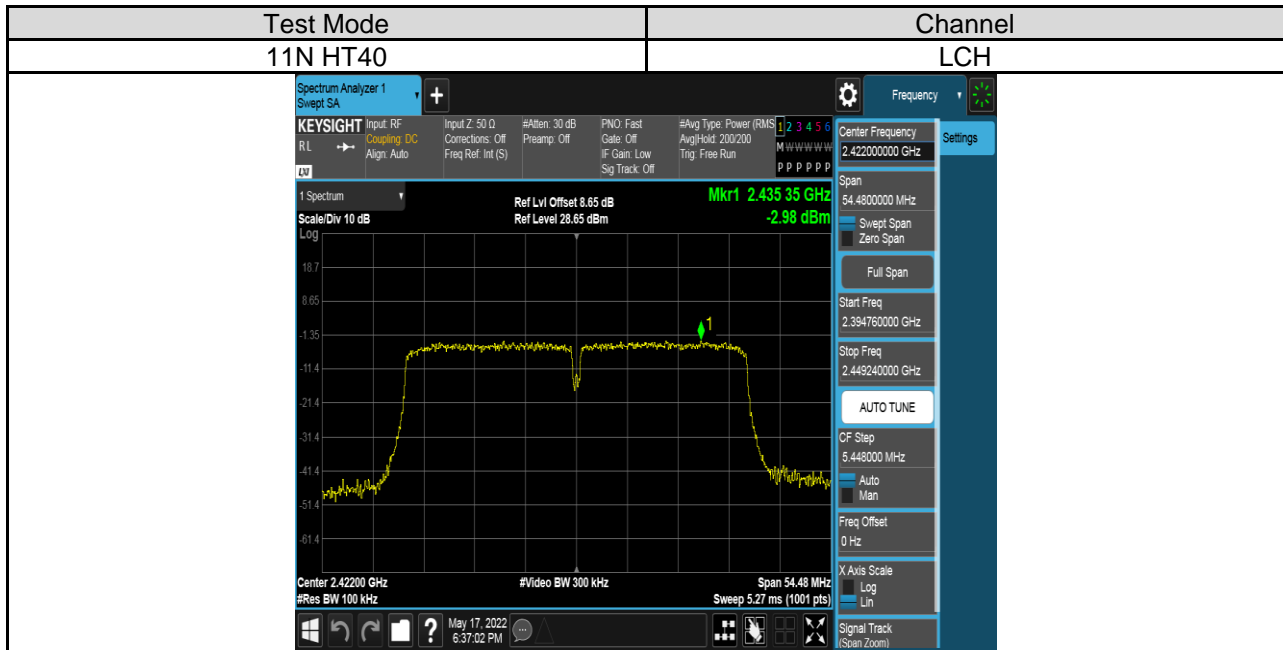 Test Mode Channel
11N HT40 LCH
Spectrum Analyzer 1
Swept SA
+
Frequency
KEYSIGHT
RL
LXI
Input: RF
Coupling: DC
Align: Auto
Input Z: 50 Ω
Corrections: Off
Freq Ref: Int (S)
#Atten: 30 dB
Preamp: Off
PNO: Fast
Gate: Off
IF Gain: Low
Sig Track: Off
#Avg Type: Power (RMS
Avg|Hold: 200/200
Trig: Free Run
1 2 3 4 5 6
M W W W W W
P P P P P P
1 Spectrum
Scale/Div 10 dB
Ref Lvl Offset 8.65 dB
Ref Level 28.65 dBm
Mkr1 2.435 35 GHz
-2.98 dBm
Log
18.7
8.65
-1.35
-11.4
-21.4
-31.4
-41.4
-51.4
-61.4
1
Center 2.42200 GHz
#Res BW 100 kHz
#Video BW 300 kHz
Span 54.48 MHz
Sweep 5.27 ms (1001 pts)
Center Frequency
2.422000000 GHz
Settings
Span
54.4800000 MHz
Swept Span
Zero Span
Full Span
Start Freq
2.394760000 GHz
Stop Freq
2.449240000 GHz
AUTO TUNE
CF Step
5.448000 MHz
Auto
Man
Freq Offset
0 Hz
X Axis Scale
Log
Lin
Signal Track
(Span Zoom)
?
May 17, 2022
6:37:02 PM